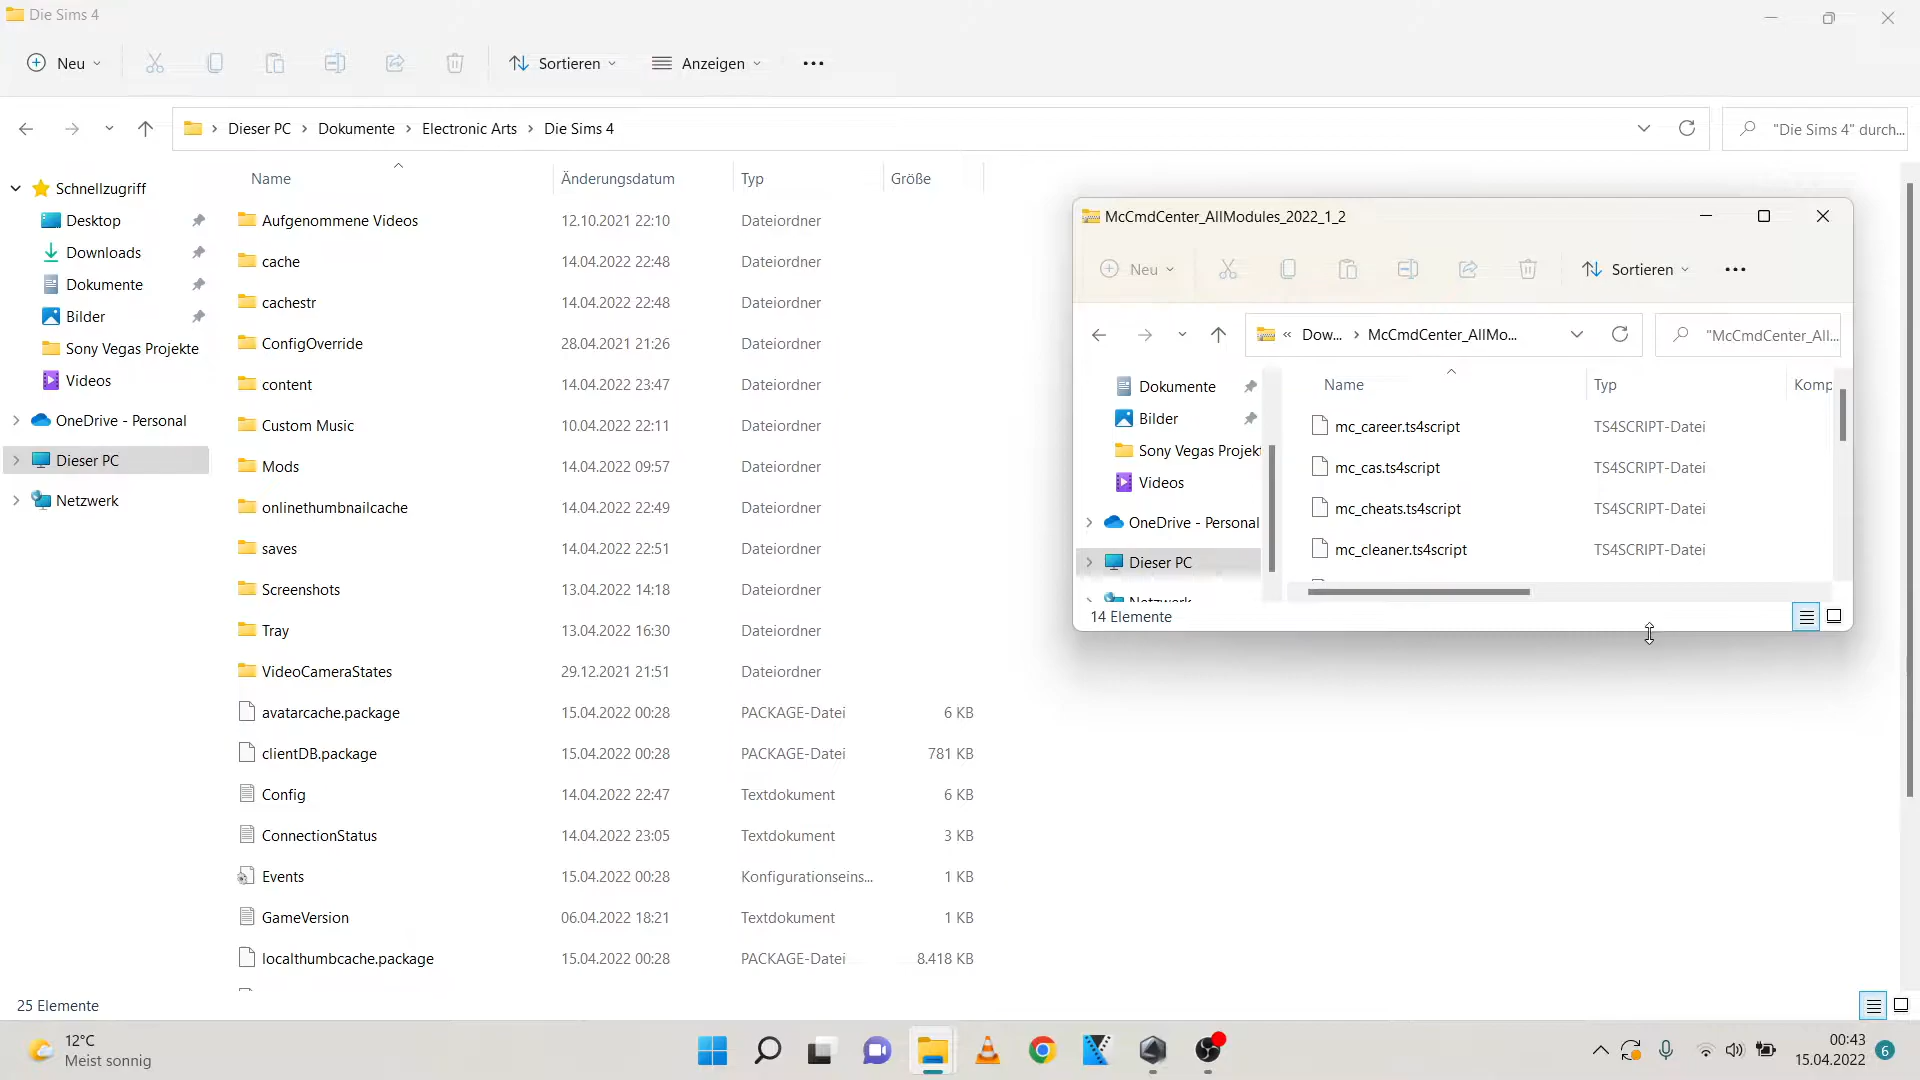 Die Sims 4
Neu
Sortieren
Anzeigen
Dieser PC > Dokumente > Electronic Arts > Die Sims 4
"Die Sims 4" durch...
Schnellzugriff
Desktop
Downloads
Dokumente
Bilder
Sony Vegas Projekte
Videos
OneDrive - Personal
Dieser PC
Netzwerk
Name Änderungsdatum Typ Größe
Aufgenommene Videos 12.10.2021 22:10 Dateiordner
cache 14.04.2022 22:48 Dateiordner
cachestr 14.04.2022 22:48 Dateiordner
ConfigOverride 28.04.2021 21:26 Dateiordner
content 14.04.2022 23:47 Dateiordner
Custom Music 10.04.2022 22:11 Dateiordner
Mods 14.04.2022 09:57 Dateiordner
onlinethumbnailcache 14.04.2022 22:49 Dateiordner
saves 14.04.2022 22:51 Dateiordner
Screenshots 13.04.2022 14:18 Dateiordner
Tray 13.04.2022 16:30 Dateiordner
VideoCameraStates 29.12.2021 21:51 Dateiordner
avatarcache.package 15.04.2022 00:28 PACKAGE-Datei 6 KB
clientDB.package 15.04.2022 00:28 PACKAGE-Datei 781 KB
Config 14.04.2022 22:47 Textdokument 6 KB
ConnectionStatus 14.04.2022 23:05 Textdokument 3 KB
Events 15.04.2022 00:28 Konfigurationseins... 1 KB
GameVersion 06.04.2022 18:21 Textdokument 1 KB
localthumbcache.package 15.04.2022 00:28 PACKAGE-Datei 8.418 KB
25 Elemente
McCmdCenter_AllModules_2022_1_2
Neu
Sortieren
« Dow... > McCmdCenter_AllMo...
"McCmdCenter_All...
Dokumente
Bilder
Sony Vegas Projekt
Videos
OneDrive - Personal
Dieser PC
Netzwerk
Name Typ Komp
mc_career.ts4script TS4SCRIPT-Datei
mc_cas.ts4script TS4SCRIPT-Datei
mc_cheats.ts4script TS4SCRIPT-Datei
mc_cleaner.ts4script TS4SCRIPT-Datei
14 Elemente
12°C
Meist sonnig
00:43
15.04.2022
6